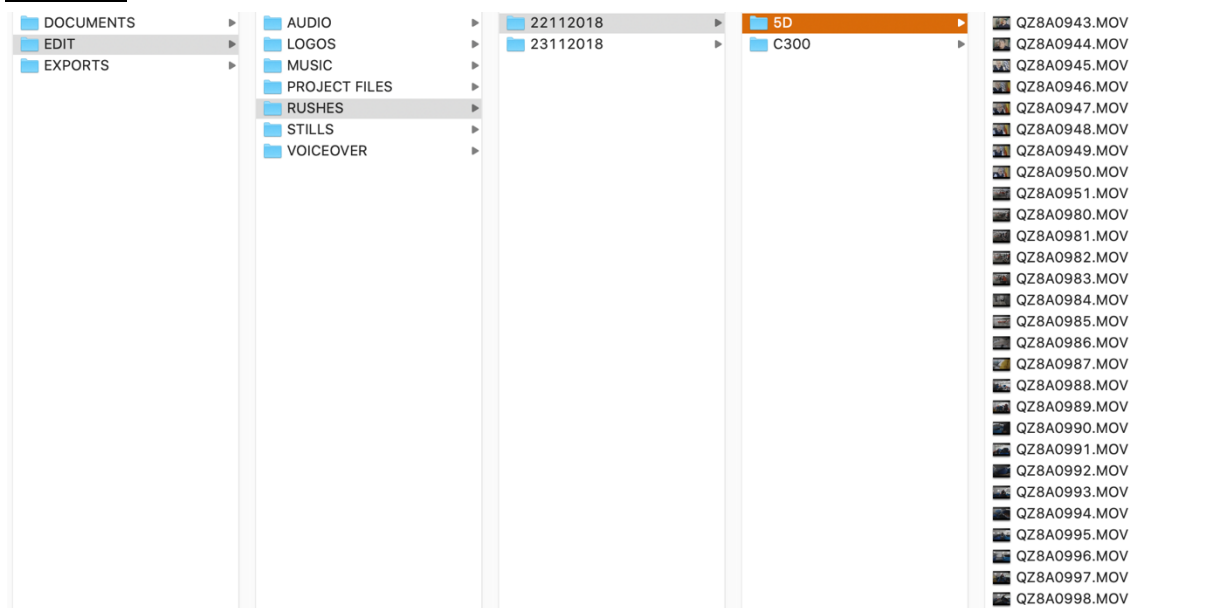 DOCUMENTS
EDIT
EXPORTS
AUDIO
LOGOS
MUSIC
PROJECT FILES
RUSHES
STILLS
VOICEOVER
22112018
23112018
5D
C300
QZ8A0943.MOV
QZ8A0944.MOV
QZ8A0945.MOV
QZ8A0946.MOV
QZ8A0947.MOV
QZ8A0948.MOV
QZ8A0949.MOV
QZ8A0950.MOV
QZ8A0951.MOV
QZ8A0980.MOV
QZ8A0981.MOV
QZ8A0982.MOV
QZ8A0983.MOV
QZ8A0984.MOV
QZ8A0985.MOV
QZ8A0986.MOV
QZ8A0987.MOV
QZ8A0988.MOV
QZ8A0989.MOV
QZ8A0990.MOV
QZ8A0991.MOV
QZ8A0992.MOV
QZ8A0993.MOV
QZ8A0994.MOV
QZ8A0995.MOV
QZ8A0996.MOV
QZ8A0997.MOV
QZ8A0998.MOV